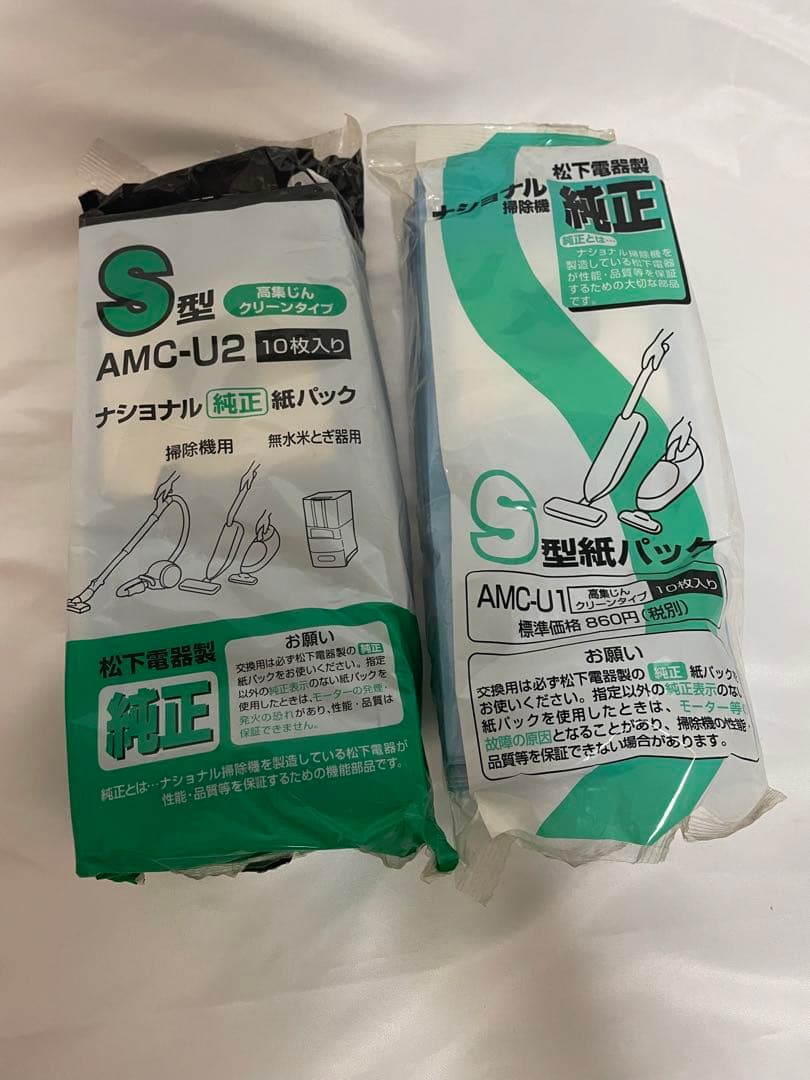 S型
高集じん
クリーンタイプ
AMC-U2 10枚入り
ナショナル 純正 紙パック
掃除機用
無水米とぎ器用
松下電器製
純正
お願い
交換用は必ず松下電器製の 純正
紙パックをお使いください。指定
以外の純正表示のない紙パックを
使用したときは、モーターの発煙・
発火の恐れがあり、性能・品質は
保証できません。
純正とは…ナショナル掃除機を製造している松下電器が
性能・品質等を保証するための機能部品です。
松下電器製
ナショナル
掃除機
純正
純正とは…
ナショナル掃除機を
製造している松下電器
が性能・品質等を保証
するための大切な部品
です。
S型紙パック
AMC-U1 高集じん
クリーンタイプ
10枚入り
標準価格 860円(税別)
お願い
交換用は必ず松下電器製の 純正 紙パックを
お使いください。指定以外の純正表示のない
紙パックを使用したときは、モーター等の
故障の原因となることがあり、掃除機の性能・
品質等を保証できない場合があります。